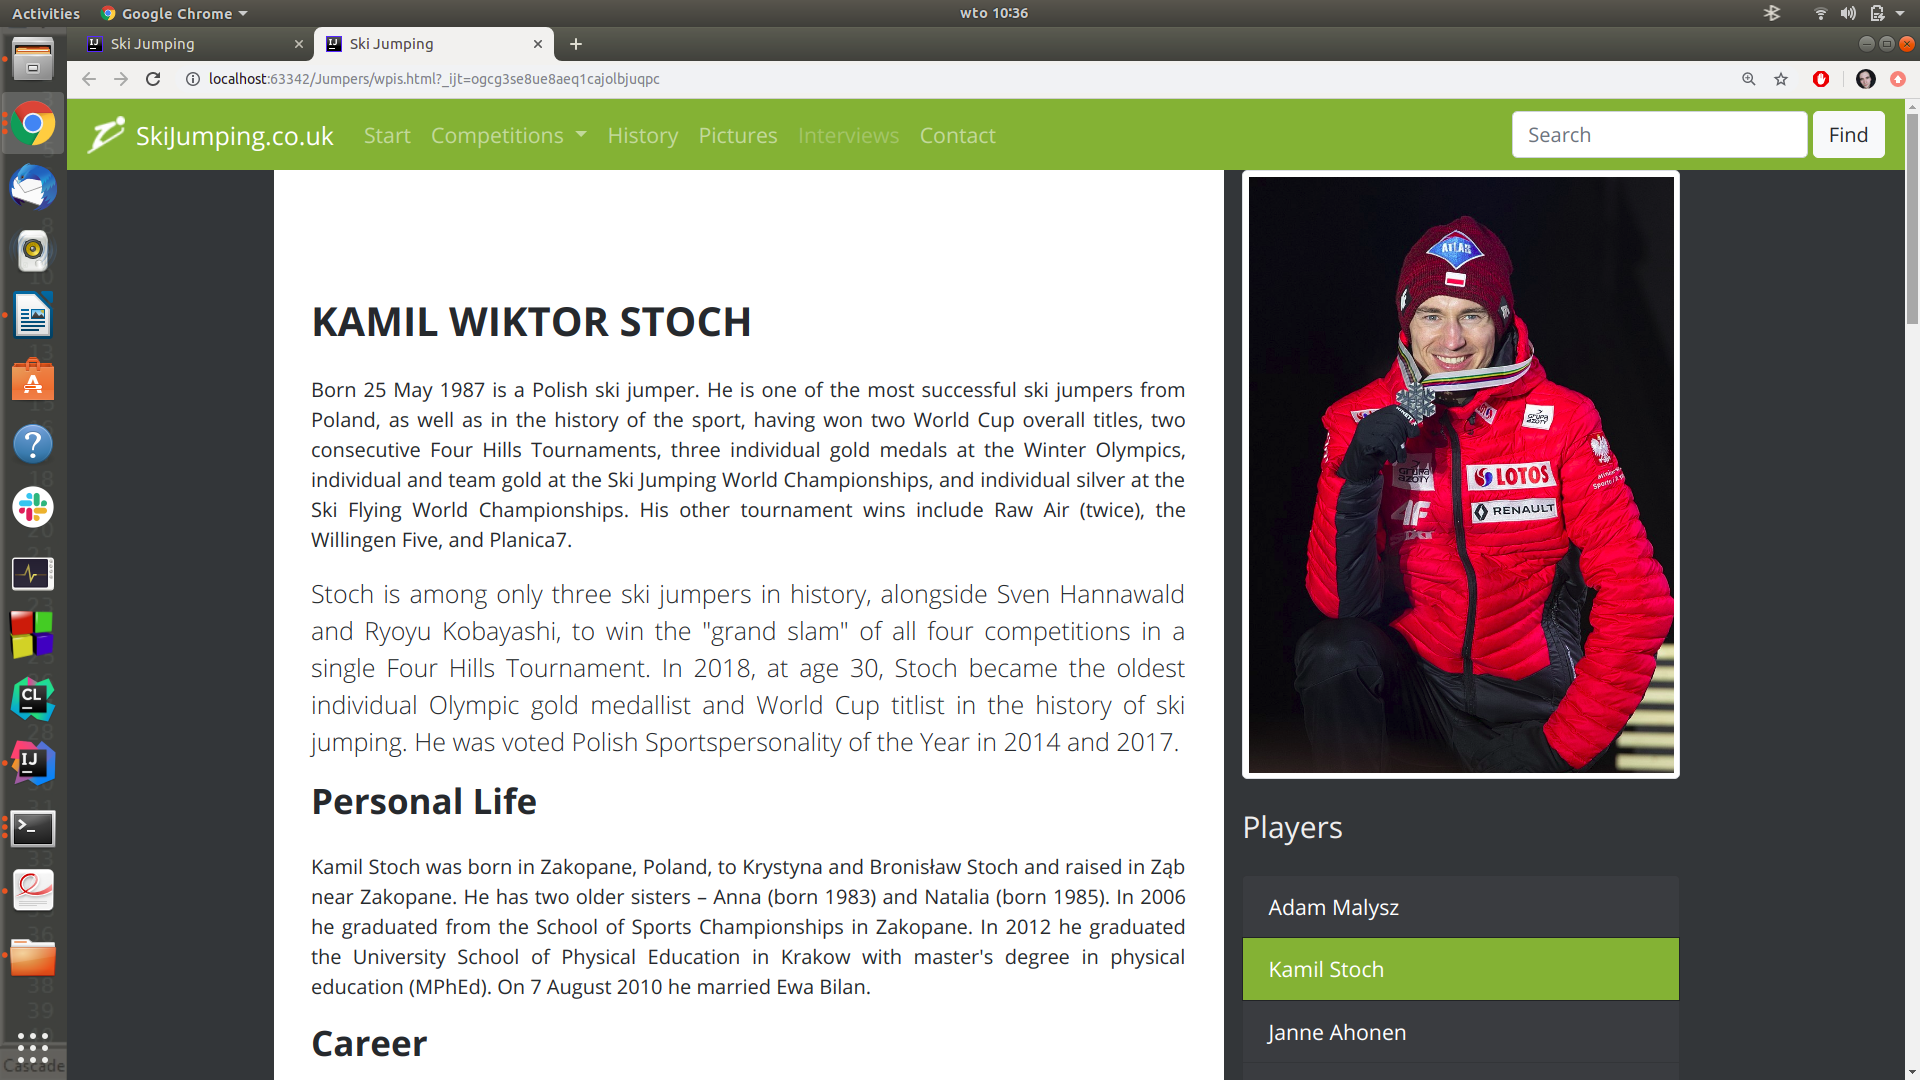 Activities
Google Chrome
wto 10:36
Ski Jumping
Ski Jumping
localhost:63342/Jumpers/wpis.html?_ijt=ogcg3se8ue8aeq1cajolbjuqpc
SkiJumping.co.uk
Start
Competitions
History
Pictures
Interviews
Contact
Search
Find
KAMIL WIKTOR STOCH
Born 25 May 1987 is a Polish ski jumper. He is one of the most successful ski jumpers from
Poland, as well as in the history of the sport, having won two World Cup overall titles, two
consecutive Four Hills Tournaments, three individual gold medals at the Winter Olympics,
individual and team gold at the Ski Jumping World Championships, and individual silver at the
Ski Flying World Championships. His other tournament wins include Raw Air (twice), the
Willingen Five, and Planica7.
Stoch is among only three ski jumpers in history, alongside Sven Hannawald
and Ryoyu Kobayashi, to win the "grand slam" of all four competitions in a
single Four Hills Tournament. In 2018, at age 30, Stoch became the oldest
individual Olympic gold medallist and World Cup titlist in the history of ski
jumping. He was voted Polish Sportspersonality of the Year in 2014 and 2017.
Personal Life
Kamil Stoch was born in Zakopane, Poland, to Krystyna and Bronisław Stoch and raised in Ząb
near Zakopane. He has two older sisters – Anna (born 1983) and Natalia (born 1985). In 2006
he graduated from the School of Sports Championships in Zakopane. In 2012 he graduated
the University School of Physical Education in Krakow with master's degree in physical
education (MPhEd). On 7 August 2010 he married Ewa Bilan.
Career
ATLAS
GRUPA AZOTY
GRUPA AZOTY
LOTOS
RENAULT
4F
Players
Adam Malysz
Kamil Stoch
Janne Ahonen
CL
IJ
Cascade